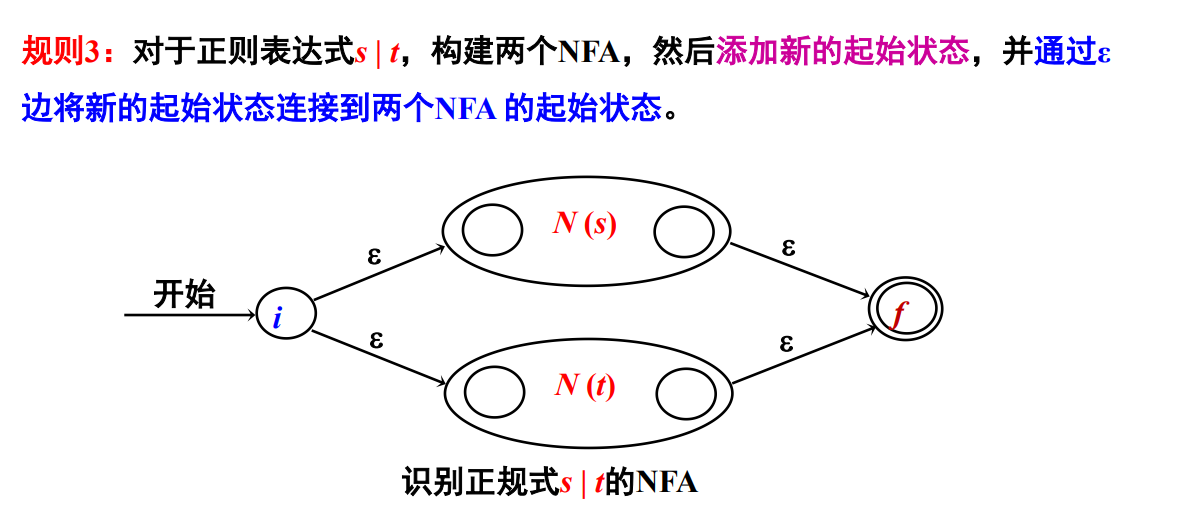 规则3：对于正则表达式s | t，构建两个NFA，然后添加新的起始状态，并通过ε
边将新的起始状态连接到两个NFA 的起始状态。
N (s)
ε
ε
开始
i
f
ε
ε
N (t)
识别正规式s | t的NFA